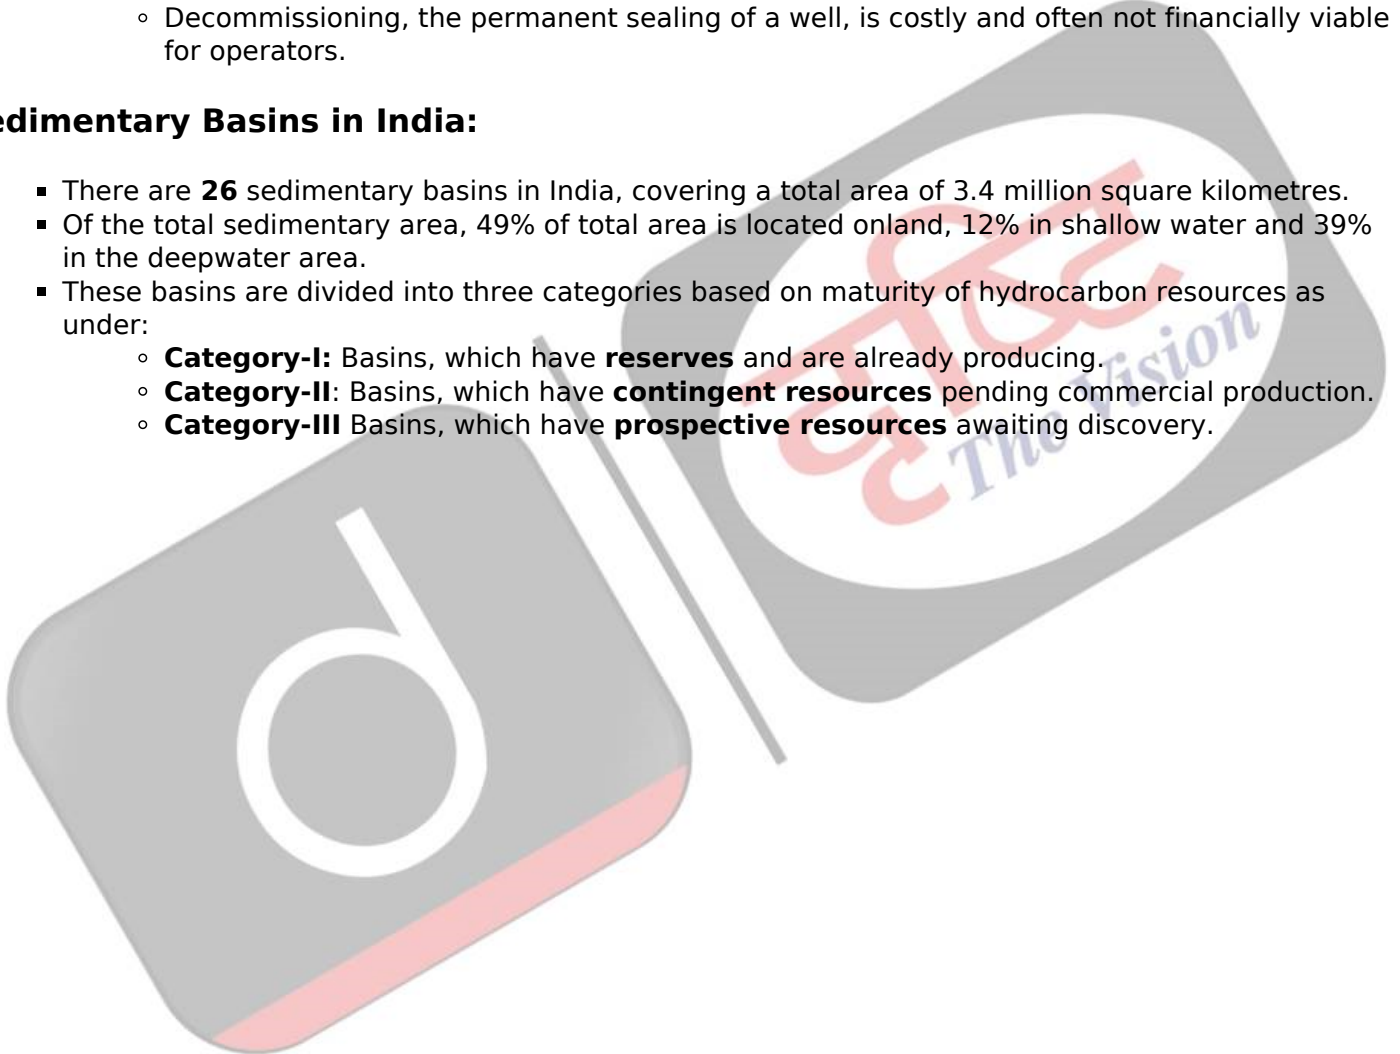 ◦ Decommissioning, the permanent sealing of a well, is costly and often not financially viable
for operators.
edimentary Basins in India:
▪ There are 26 sedimentary basins in India, covering a total area of 3.4 million square kilometres.
▪ Of the total sedimentary area, 49% of total area is located onland, 12% in shallow water and 39%
in the deepwater area.
▪ These basins are divided into three categories based on maturity of hydrocarbon resources as
under:
◦ Category-I: Basins, which have reserves and are already producing.
◦ Category-II: Basins, which have contingent resources pending commercial production.
◦ Category-III Basins, which have prospective resources awaiting discovery.
दृष्टि
The Vision
d